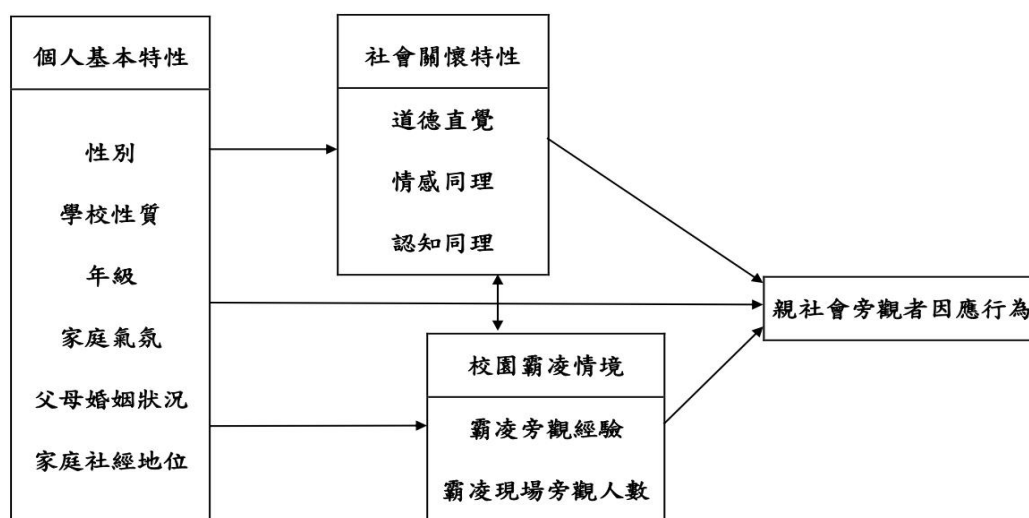 個人基本特性
性別
學校性質
年級
家庭氣氛
父母婚姻狀況
家庭社經地位
社會關懷特性
道德直覺
情感同理
認知同理
校園霸凌情境
霸凌旁觀經驗
霸凌現場旁觀人數
親社會旁觀者因應行為